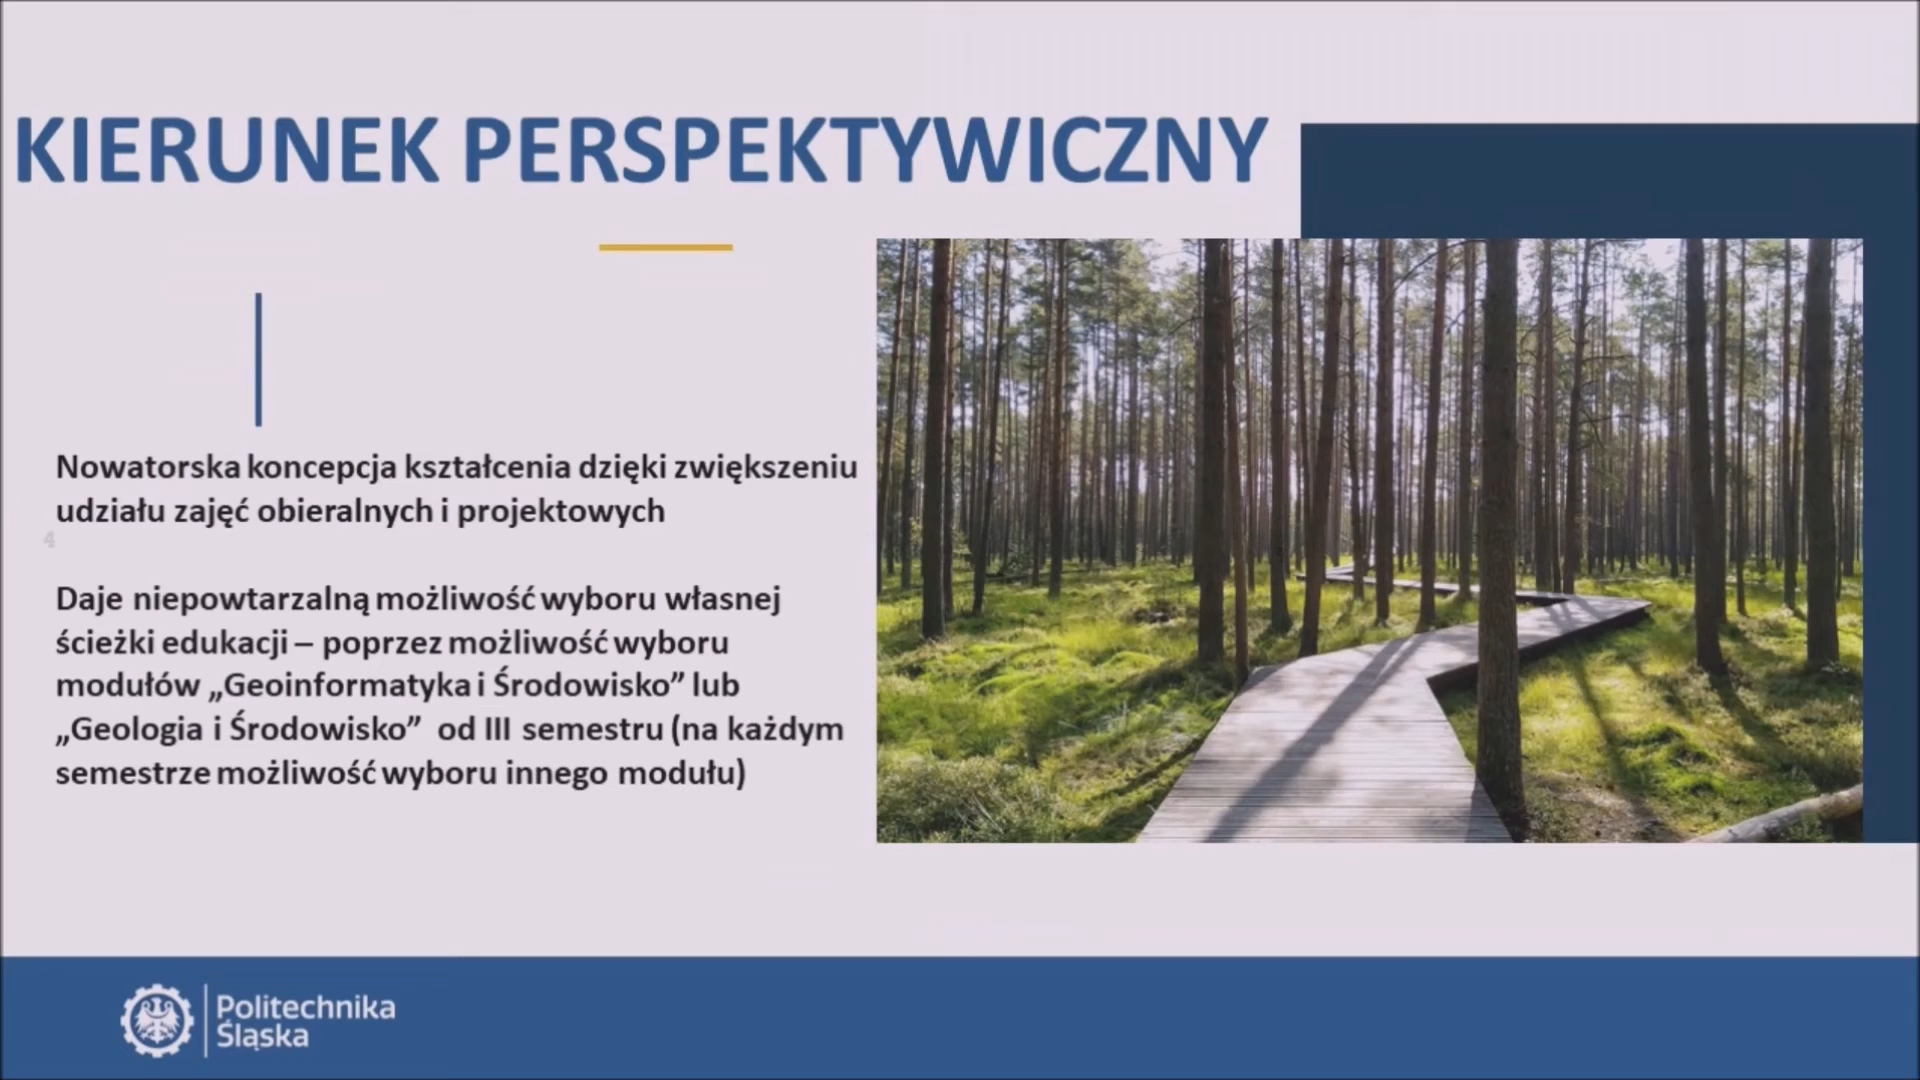 KIERUNEK PERSPEKTYWICZNY
Nowatorska koncepcja kształcenia dzięki zwiększeniu
udziału zajęć obieralnych i projektowych
4
Daje niepowtarzalną możliwość wyboru własnej
ścieżki edukacji – poprzez możliwość wyboru
modułów „Geoinformatyka i Środowisko” lub
„Geologia i Środowisko” od III semestru (na każdym
semestrze możliwość wyboru innego modułu)
Politechnika
Śląska